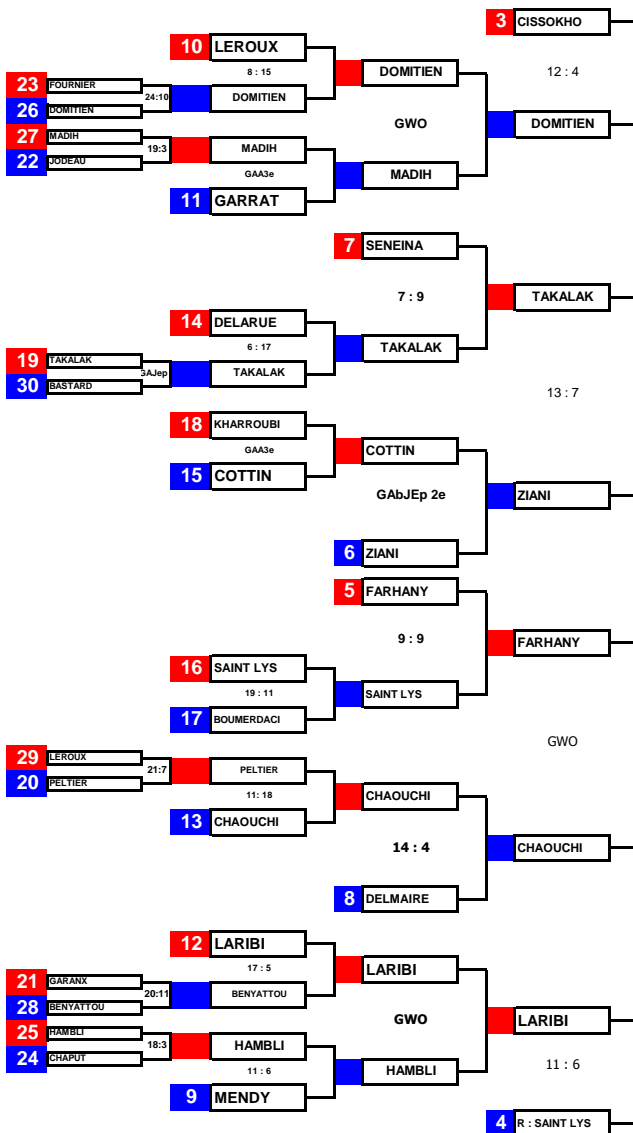 3 CISSOKHO
10 LEROUX
8 : 15
DOMITIEN
12 : 4
23 FOURNIER
24:10
DOMITIEN
26 DOMITIEN
GWO
DOMITIEN
27 MADIH
19:3
MADIH
22 JODEAU
GAA3e
MADIH
11 GARRAT
7 SENEINA
7 : 9
TAKALAK
14 DELARUE
6 : 17
TAKALAK
19 TAKALAK
GAJep
TAKALAK
30 BASTARD
13 : 7
18 KHARROUBI
GAA3e
COTTIN
15 COTTIN
GAbJEp 2e
ZIANI
6 ZIANI
5 FARHANY
9 : 9
FARHANY
16 SAINT LYS
19 : 11
SAINT LYS
17 BOUMERDACI
GWO
29 LEROUX
21:7
PELTIER
20 PELTIER
11: 18
CHAOUCHI
13 CHAOUCHI
14 : 4
CHAOUCHI
8 DELMAIRE
12 LARIBI
17 : 5
LARIBI
21 GARANX
20:11
BENYATTOU
28 BENYATTOU
GWO
LARIBI
25 HAMBLI
18:3
HAMBLI
24 CHAPUT
11 : 6
HAMBLI
11 : 6
9 MENDY
4 R : SAINT LYS